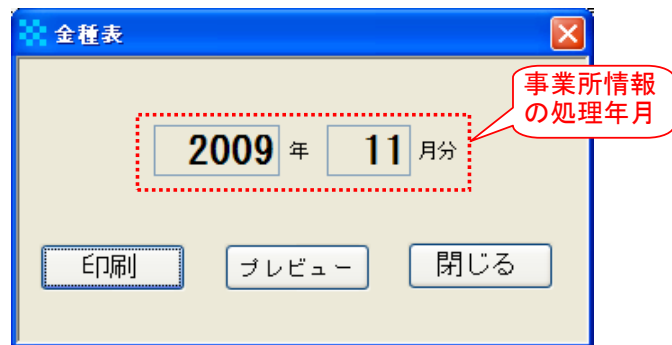 金種表
事業所情報
の処理年月
2009 年 11 月分
印刷 プレビュー 閉じる